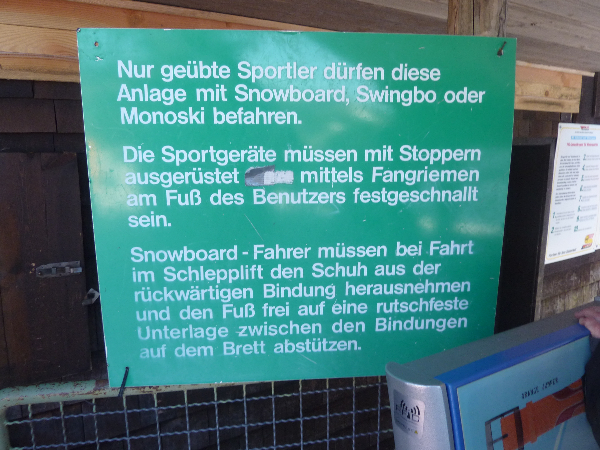 Nur geübte Sportler dürfen diese
Anlage mit Snowboard, Swingbo oder
Monoski befahren.
Die Sportgeräte müssen mit Stoppern
ausgerüstet mittels Fangriemen
am Fuß des Benutzers festgeschnallt
sein.
Snowboard - Fahrer müssen bei Fahrt
im Schlepplift den Schuh aus der
rückwärtigen Bindung herausnehmen
und den Fuß frei auf eine rutschfeste
Unterlage zwischen den Bindungen
auf dem Brett abstützen.